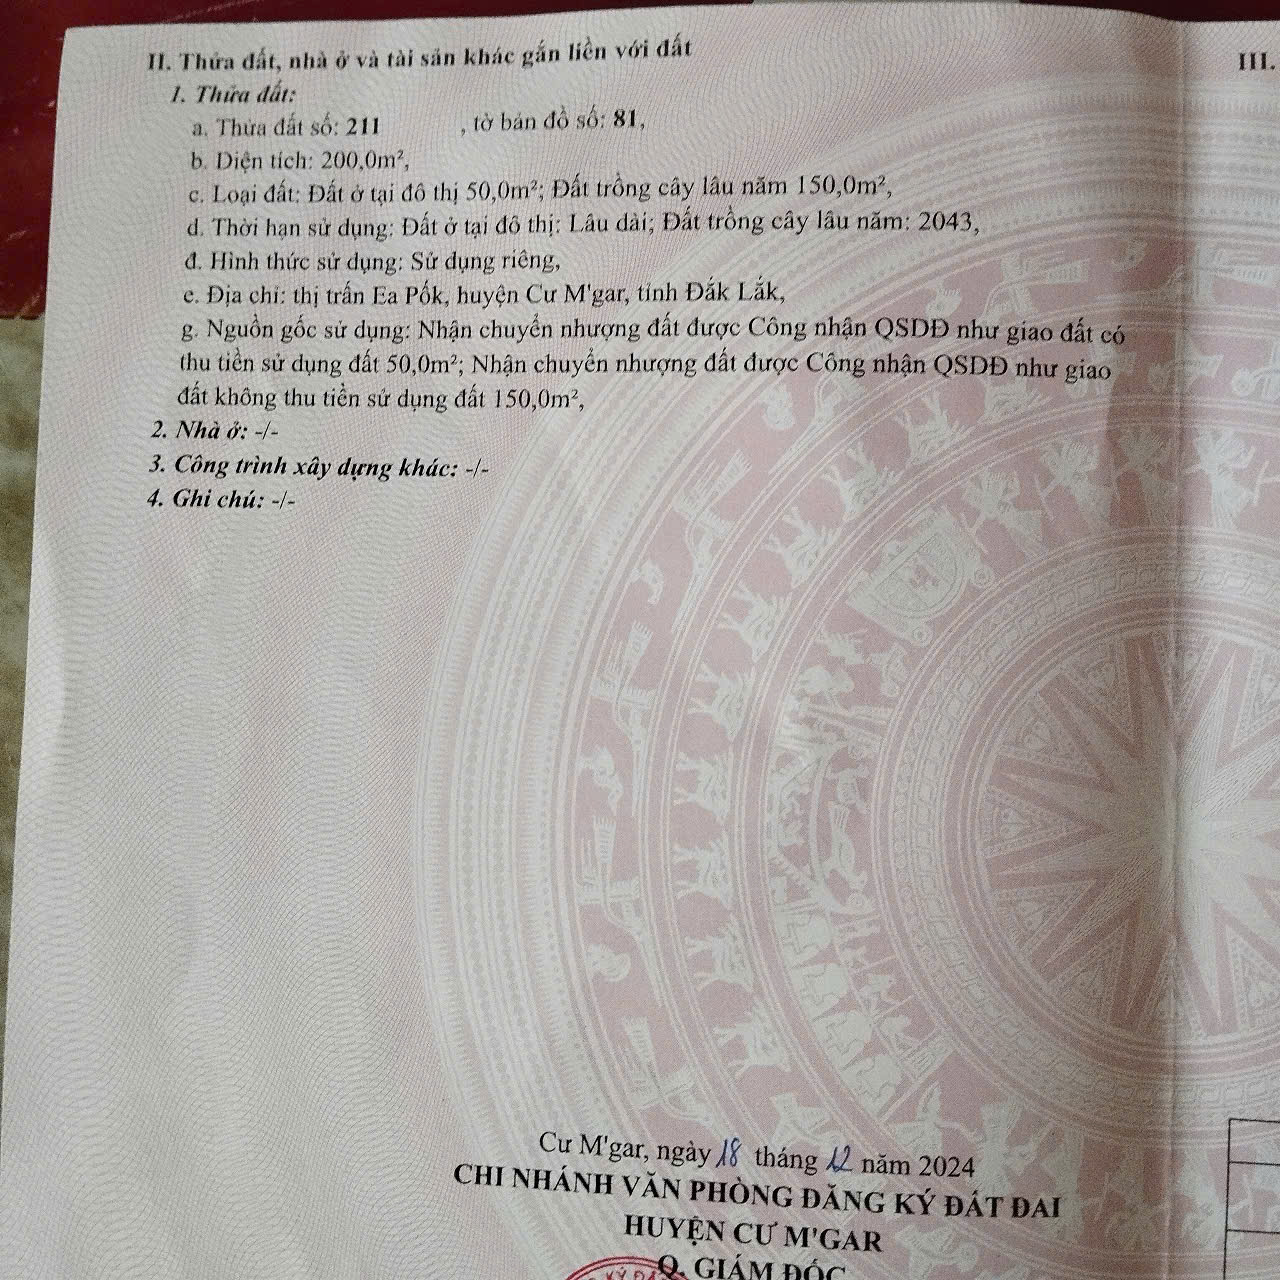 II. Thửa đất, nhà ở và tài sản khác gắn liền với đất
III.
1. Thửa đất:
a. Thửa đất số: 211 , tờ bản đồ số: 81,
b. Diện tích: 200,0m²,
c. Loại đất: Đất ở tại đô thị 50,0m²; Đất trồng cây lâu năm 150,0m²,
d. Thời hạn sử dụng: Đất ở tại đô thị: Lâu dài; Đất trồng cây lâu năm: 2043,
đ. Hình thức sử dụng: Sử dụng riêng,
e. Địa chỉ: thị trấn Ea Pốk, huyện Cư M'gar, tỉnh Đắk Lắk,
g. Nguồn gốc sử dụng: Nhận chuyển nhượng đất được Công nhận QSDĐ như giao đất có
thu tiền sử dụng đất 50,0m²; Nhận chuyển nhượng đất được Công nhận QSDĐ như giao
đất không thu tiền sử dụng đất 150,0m²,
2. Nhà ở: -/-
3. Công trình xây dựng khác: -/-
4. Ghi chú: -/-
Cư M'gar, ngày 18 tháng 12 năm 2024
CHI NHÁNH VĂN PHÒNG ĐĂNG KÝ ĐẤT ĐAI
HUYỆN CƯ M'GAR
Q. GIÁM ĐỐC